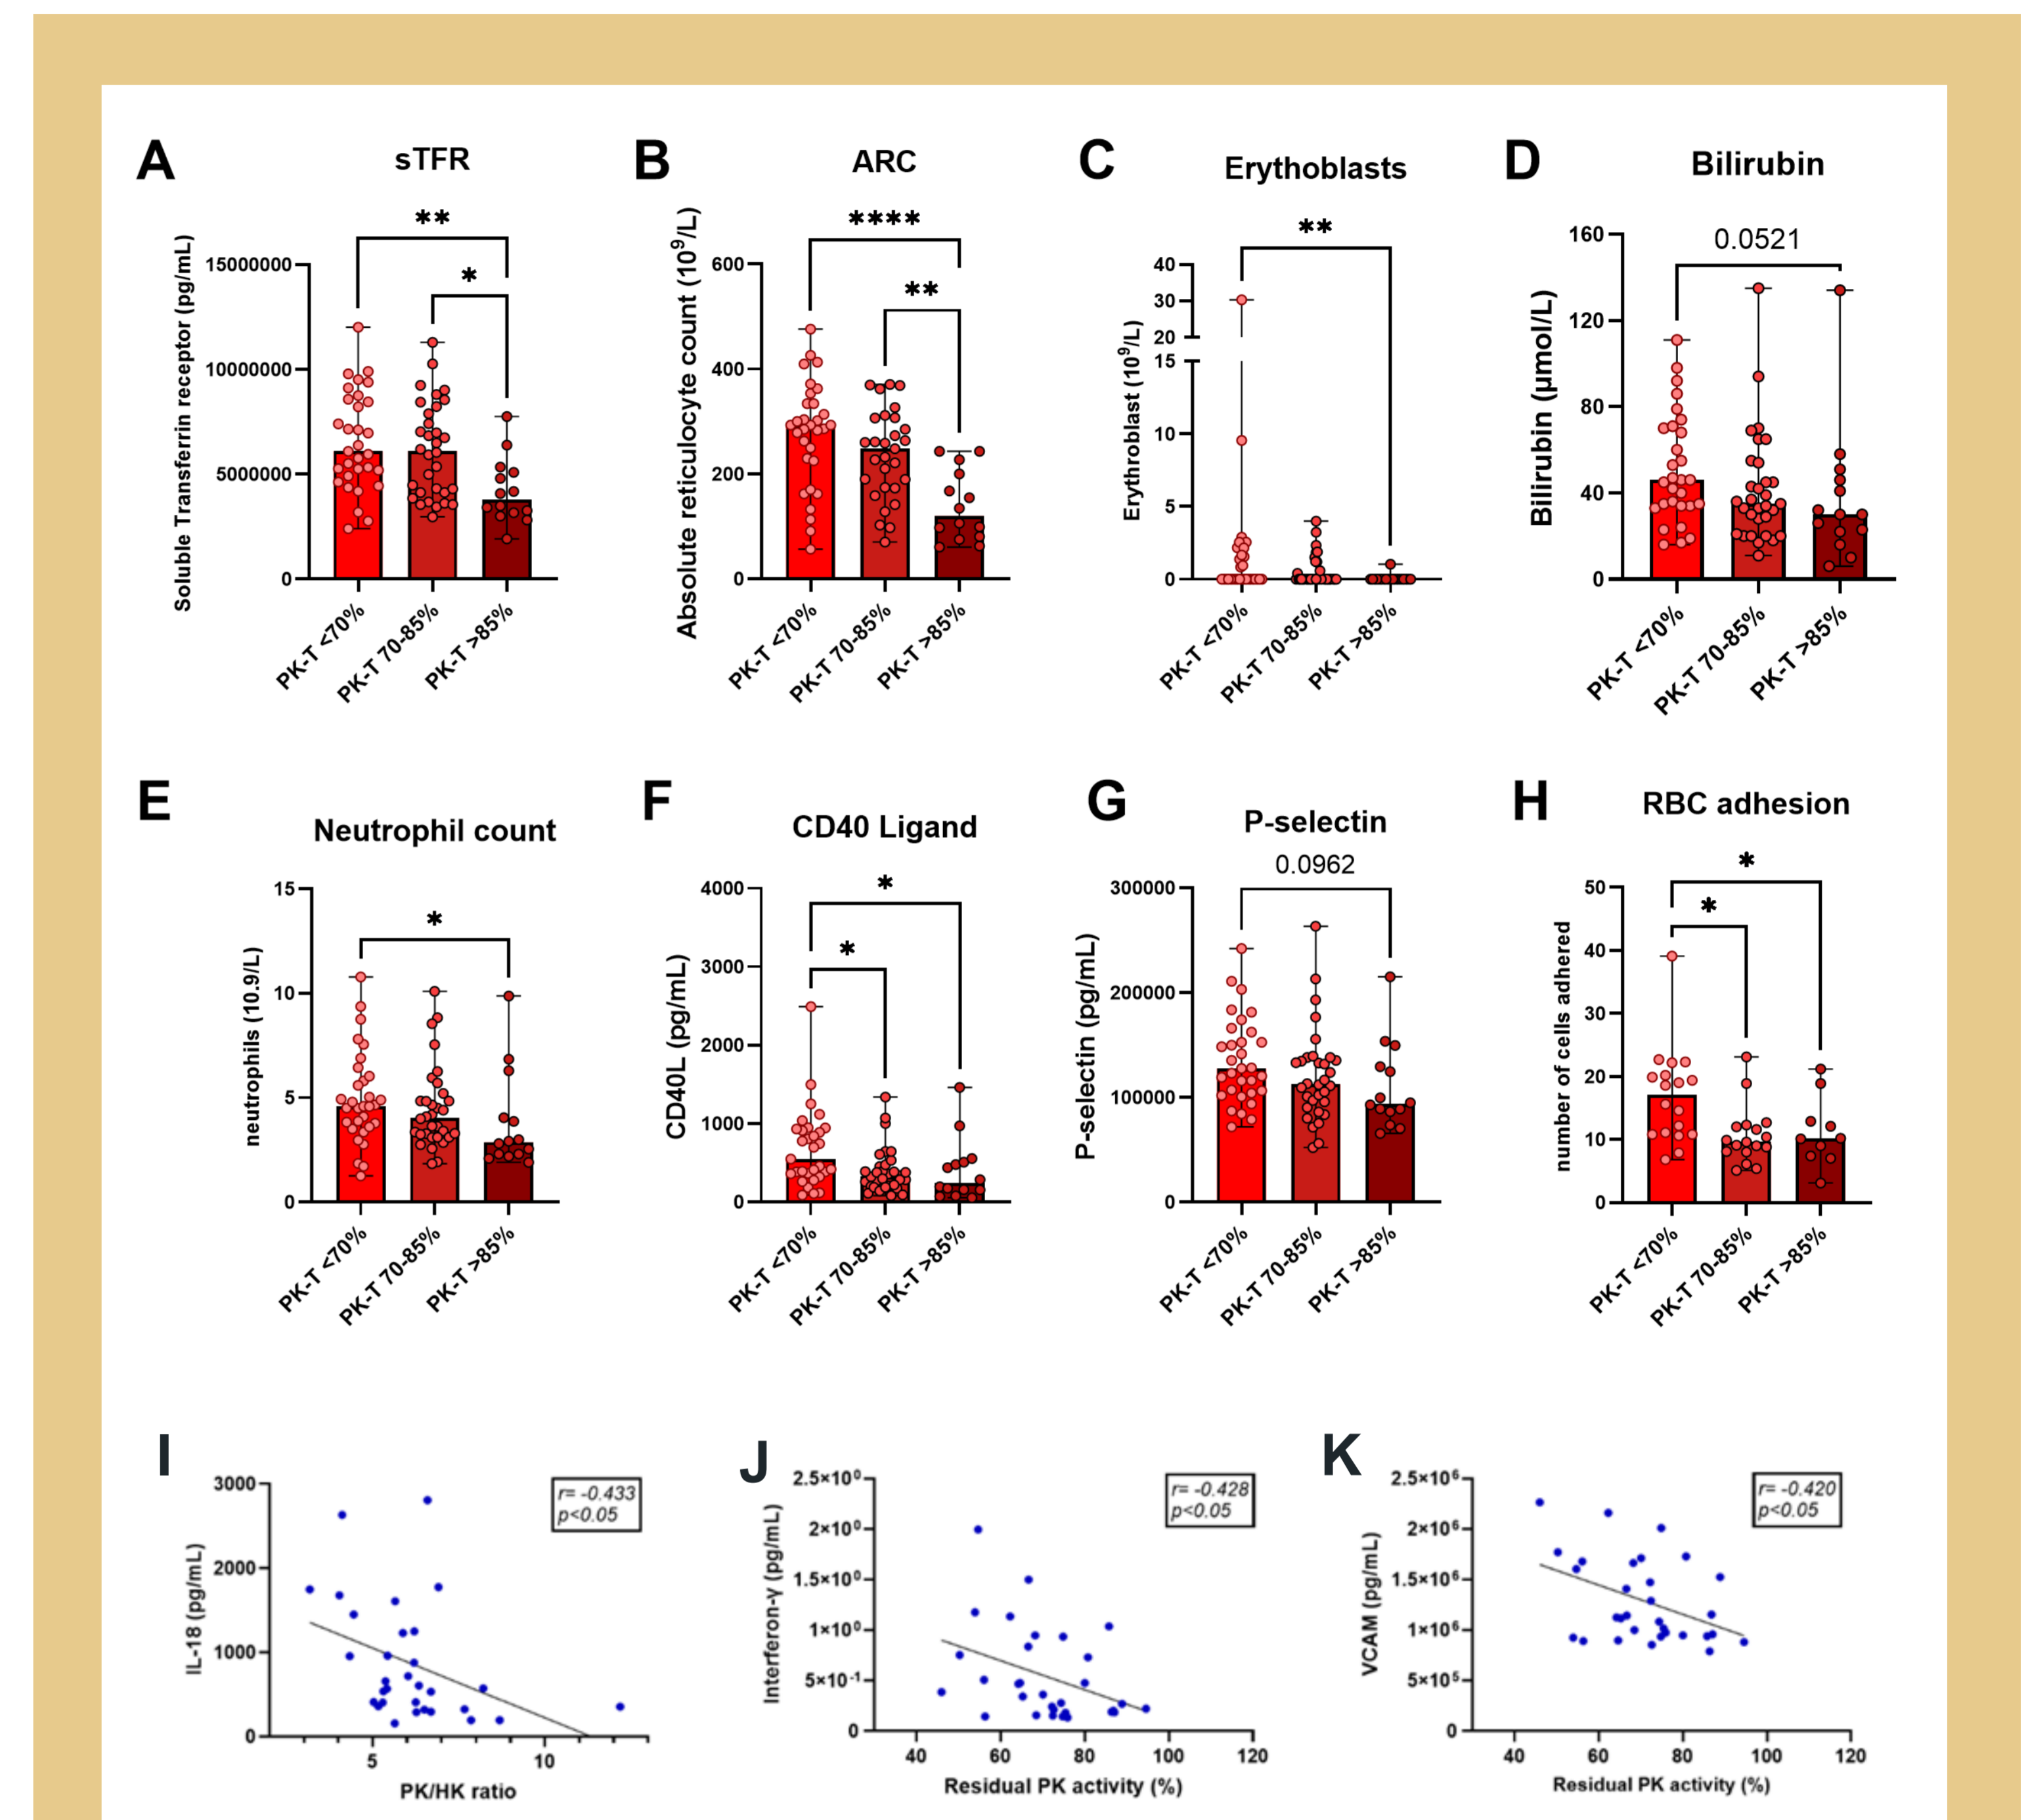 A
sTFR
**
*
Soluble Transferrin receptor (pg/mL)
15000000
10000000
5000000
0
PK-T <70%
PK-T 70-85%
PK-T >85%
B
ARC
****
**
Absolute reticulocyte count (10⁹/L)
600
400
200
0
PK-T <70%
PK-T 70-85%
PK-T >85%
C
Erythoblasts
**
Erythroblast (10⁹/L)
40
30
20
15
10
5
0
PK-T <70%
PK-T 70-85%
PK-T >85%
D
Bilirubin
0.0521
Bilirubin (µmol/L)
160
120
80
40
0
PK-T <70%
PK-T 70-85%
PK-T >85%
E
Neutrophil count
*
neutrophils (10.9/L)
15
10
5
0
PK-T <70%
PK-T 70-85%
PK-T >85%
F
CD40 Ligand
*
*
CD40L (pg/mL)
4000
3000
2000
1000
0
PK-T <70%
PK-T 70-85%
PK-T >85%
G
P-selectin
0.0962
P-selectin (pg/mL)
300000
200000
100000
0
PK-T <70%
PK-T 70-85%
PK-T >85%
H
RBC adhesion
*
*
number of cells adhered
50
40
30
20
10
0
PK-T <70%
PK-T 70-85%
PK-T >85%
I
r= -0.433
p<0.05
IL-18 (pg/mL)
3000
2000
1000
0
5
10
PK/HK ratio
J
r= -0.428
p<0.05
Interferon-γ (pg/mL)
2.5×10⁰
2×10⁰
1.5×10⁰
1×10⁰
5×10⁻¹
0
40
60
80
100
120
Residual PK activity (%)
K
r= -0.420
p<0.05
VCAM (pg/mL)
2.5×10⁶
2×10⁶
1.5×10⁶
1×10⁶
5×10⁵
0
40
60
80
100
120
Residual PK activity (%)